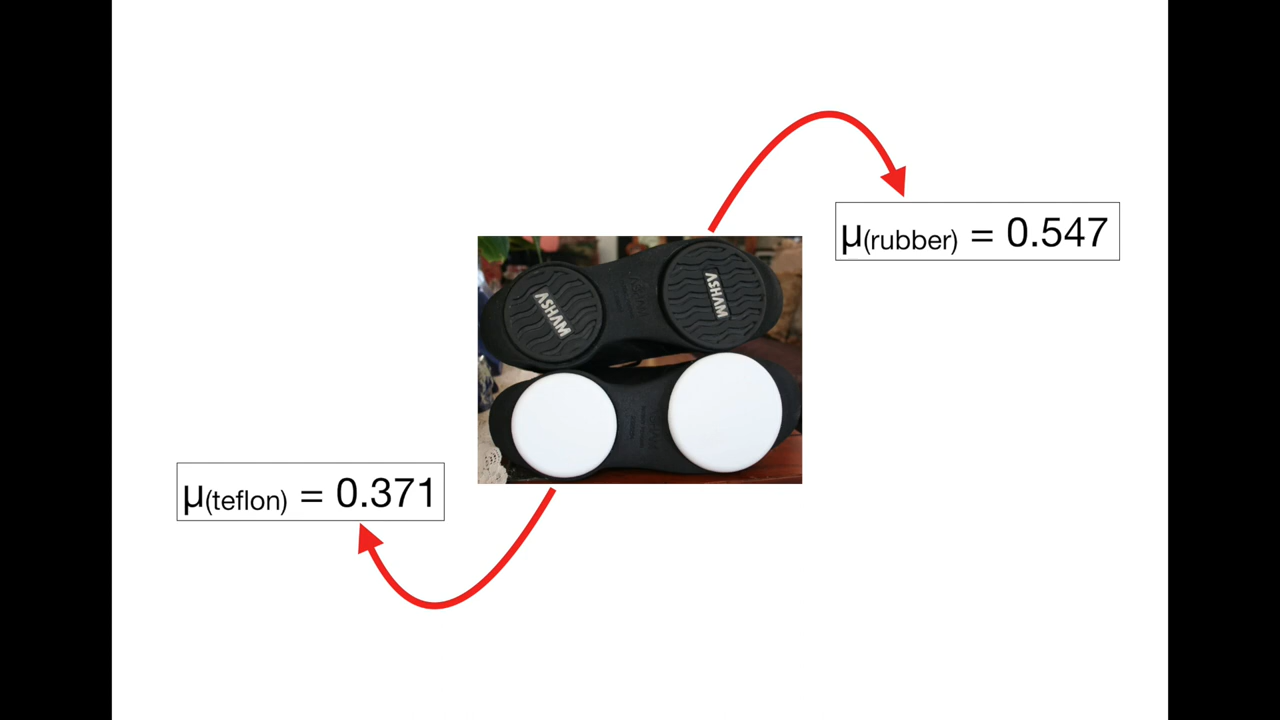 μ(rubber) = 0.547
ASHAM
ASHAM
μ(teflon) = 0.371